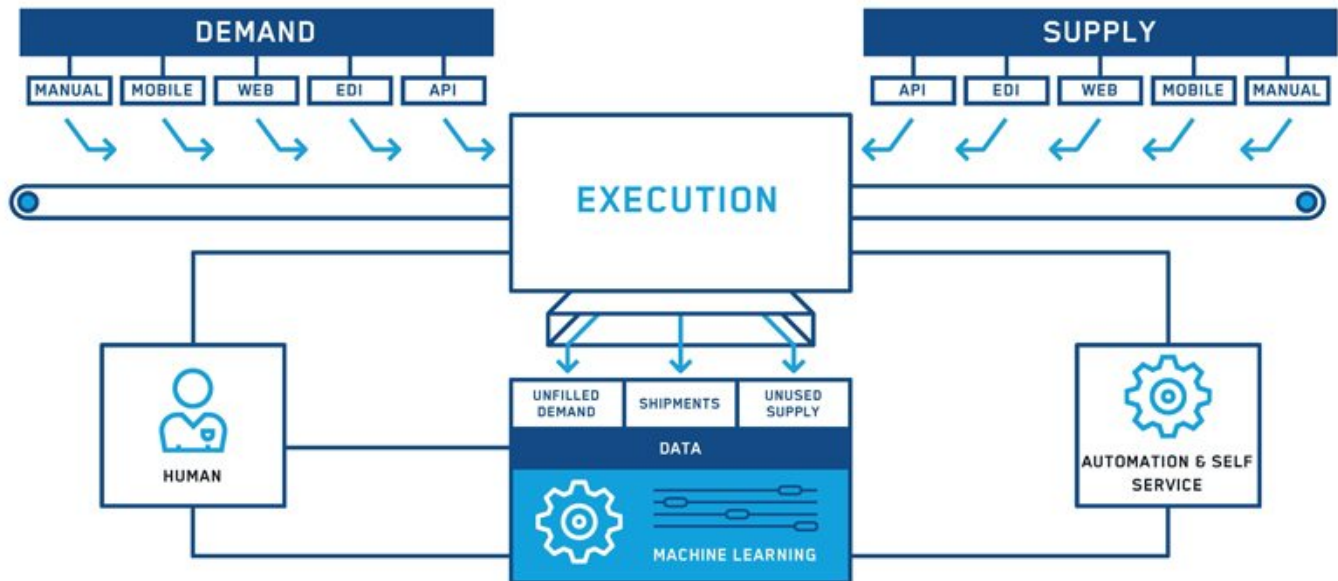 DEMAND
SUPPLY
MANUAL
MOBILE
WEB
EDI
API
API
EDI
WEB
MOBILE
MANUAL
EXECUTION
UNFILLED
DEMAND
SHIPMENTS
UNUSED
SUPPLY
DATA
HUMAN
AUTOMATION & SELF
SERVICE
MACHINE LEARNING